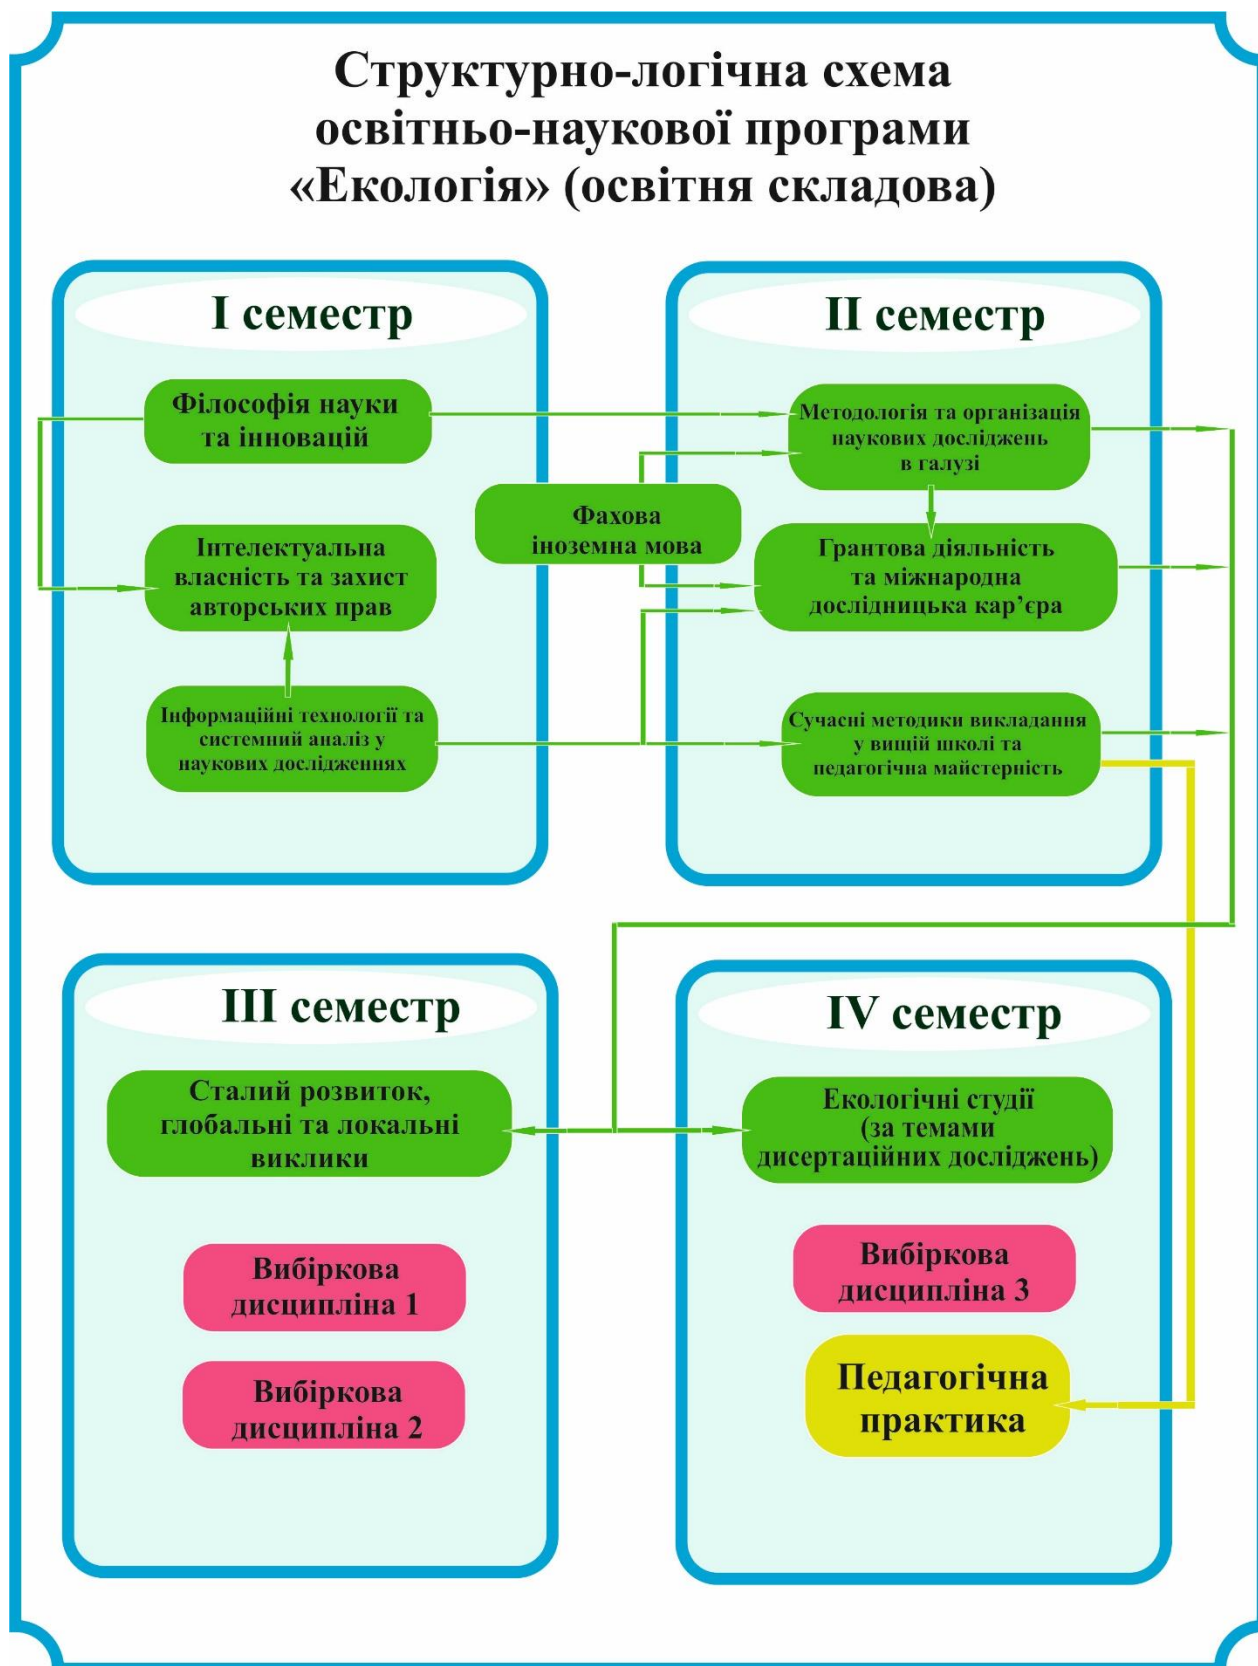 Структурно-логічна схема
освітньо-наукової програми
«Екологія» (освітня складова)
І семестр
Філософія науки
та інновацій
Інтелектуальна
власність та захист
авторських прав
Інформаційні технології та
системний аналіз у
наукових дослідженнях
Фахова
іноземна мова
ІІ семестр
Методологія та організація
наукових досліджень
в галузі
Грантова діяльність
та міжнародна
дослідницька кар’єра
Сучасні методики викладання
у вищій школі та
педагогічна майстерність
ІІІ семестр
Сталий розвиток,
глобальні та локальні
виклики
Вибіркова
дисципліна 1
Вибіркова
дисципліна 2
IV семестр
Екологічні студії
(за темами
дисертаційних досліджень)
Вибіркова
дисципліна 3
Педагогічна
практика